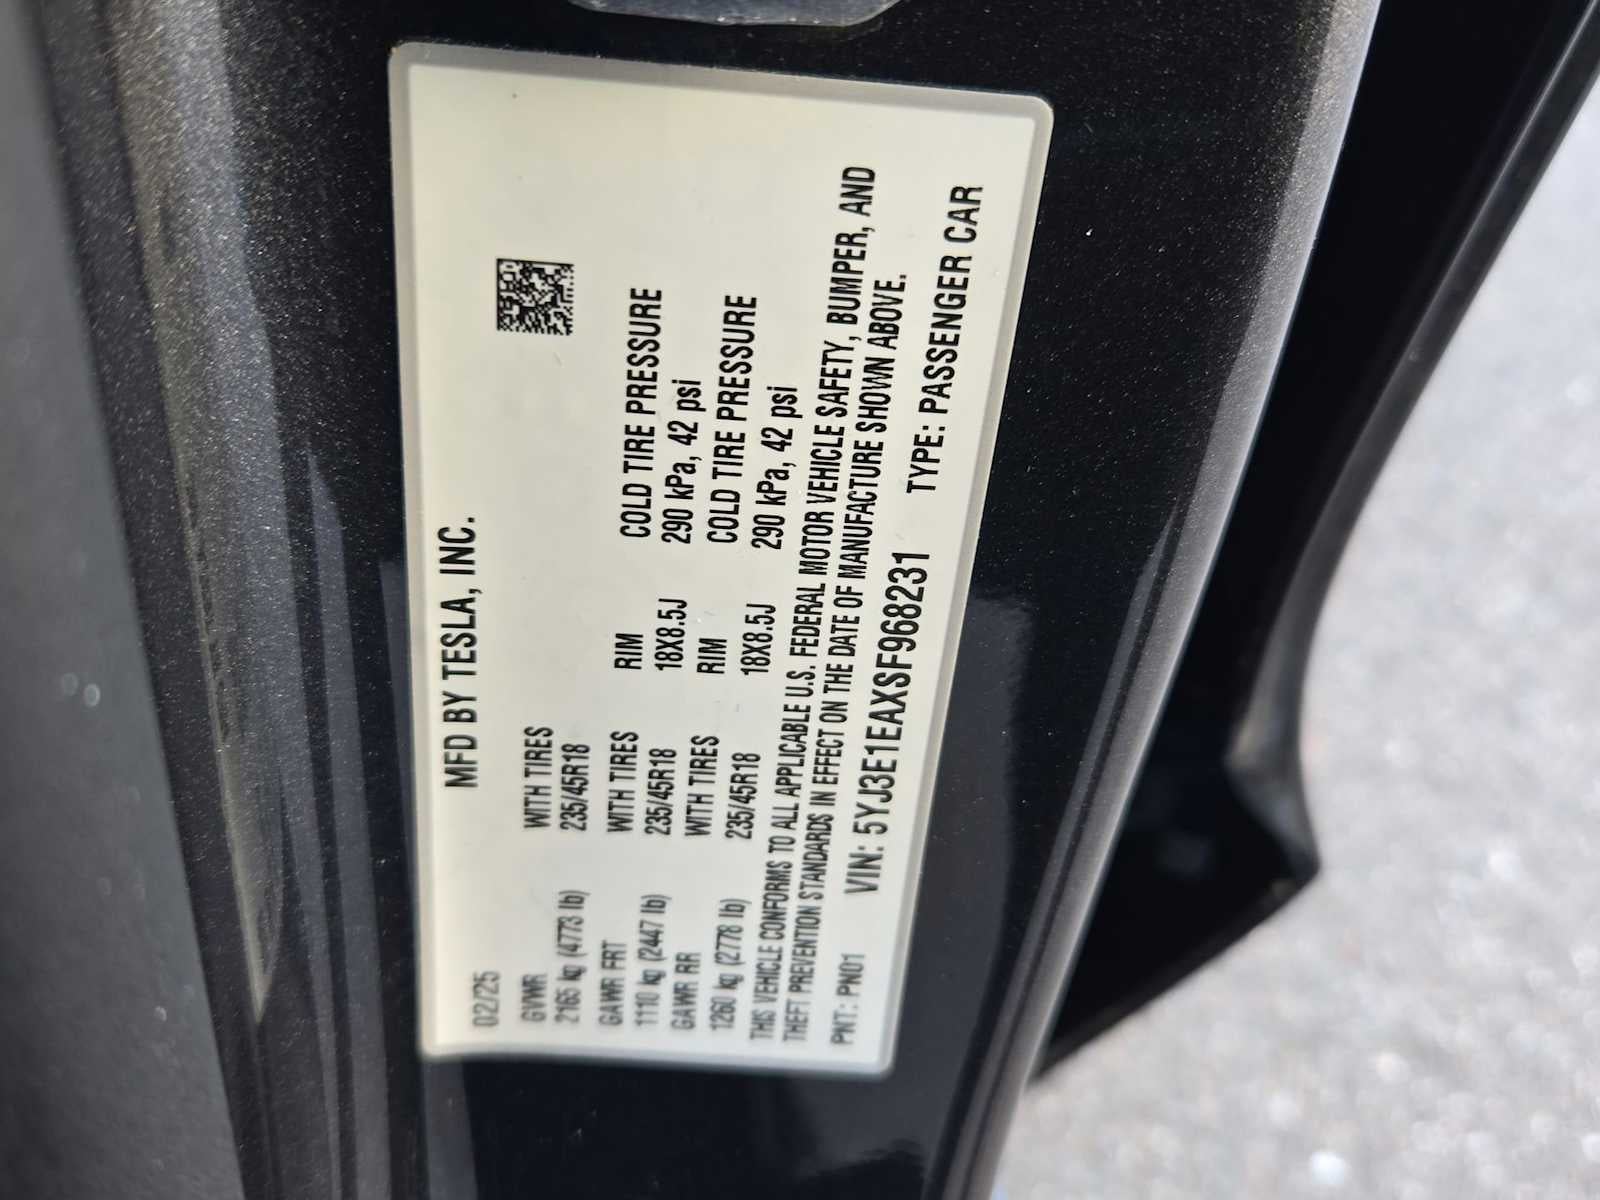 MFD BY TESLA, INC.
02/25
GVWR WITH TIRES RIM COLD TIRE PRESSURE
2165 kg (4773 lb) 235/45R18
GAWR FRT WITH TIRES RIM COLD TIRE PRESSURE
1110 kg (2447 lb) 235/45R18 18X8.5J 290 kPa, 42 psi
GAWR RR WITH TIRES RIM COLD TIRE PRESSURE
1260 kg (2778 lb) 235/45R18 18X8.5J 290 kPa, 42 psi
THIS VEHICLE CONFORMS TO ALL APPLICABLE U.S. FEDERAL MOTOR VEHICLE SAFETY, BUMPER, AND
THEFT PREVENTION STANDARDS IN EFFECT ON THE DATE OF MANUFACTURE SHOWN ABOVE.
PNT: PN01 VIN: 5YJ3E1EAXSF968231 TYPE: PASSENGER CAR